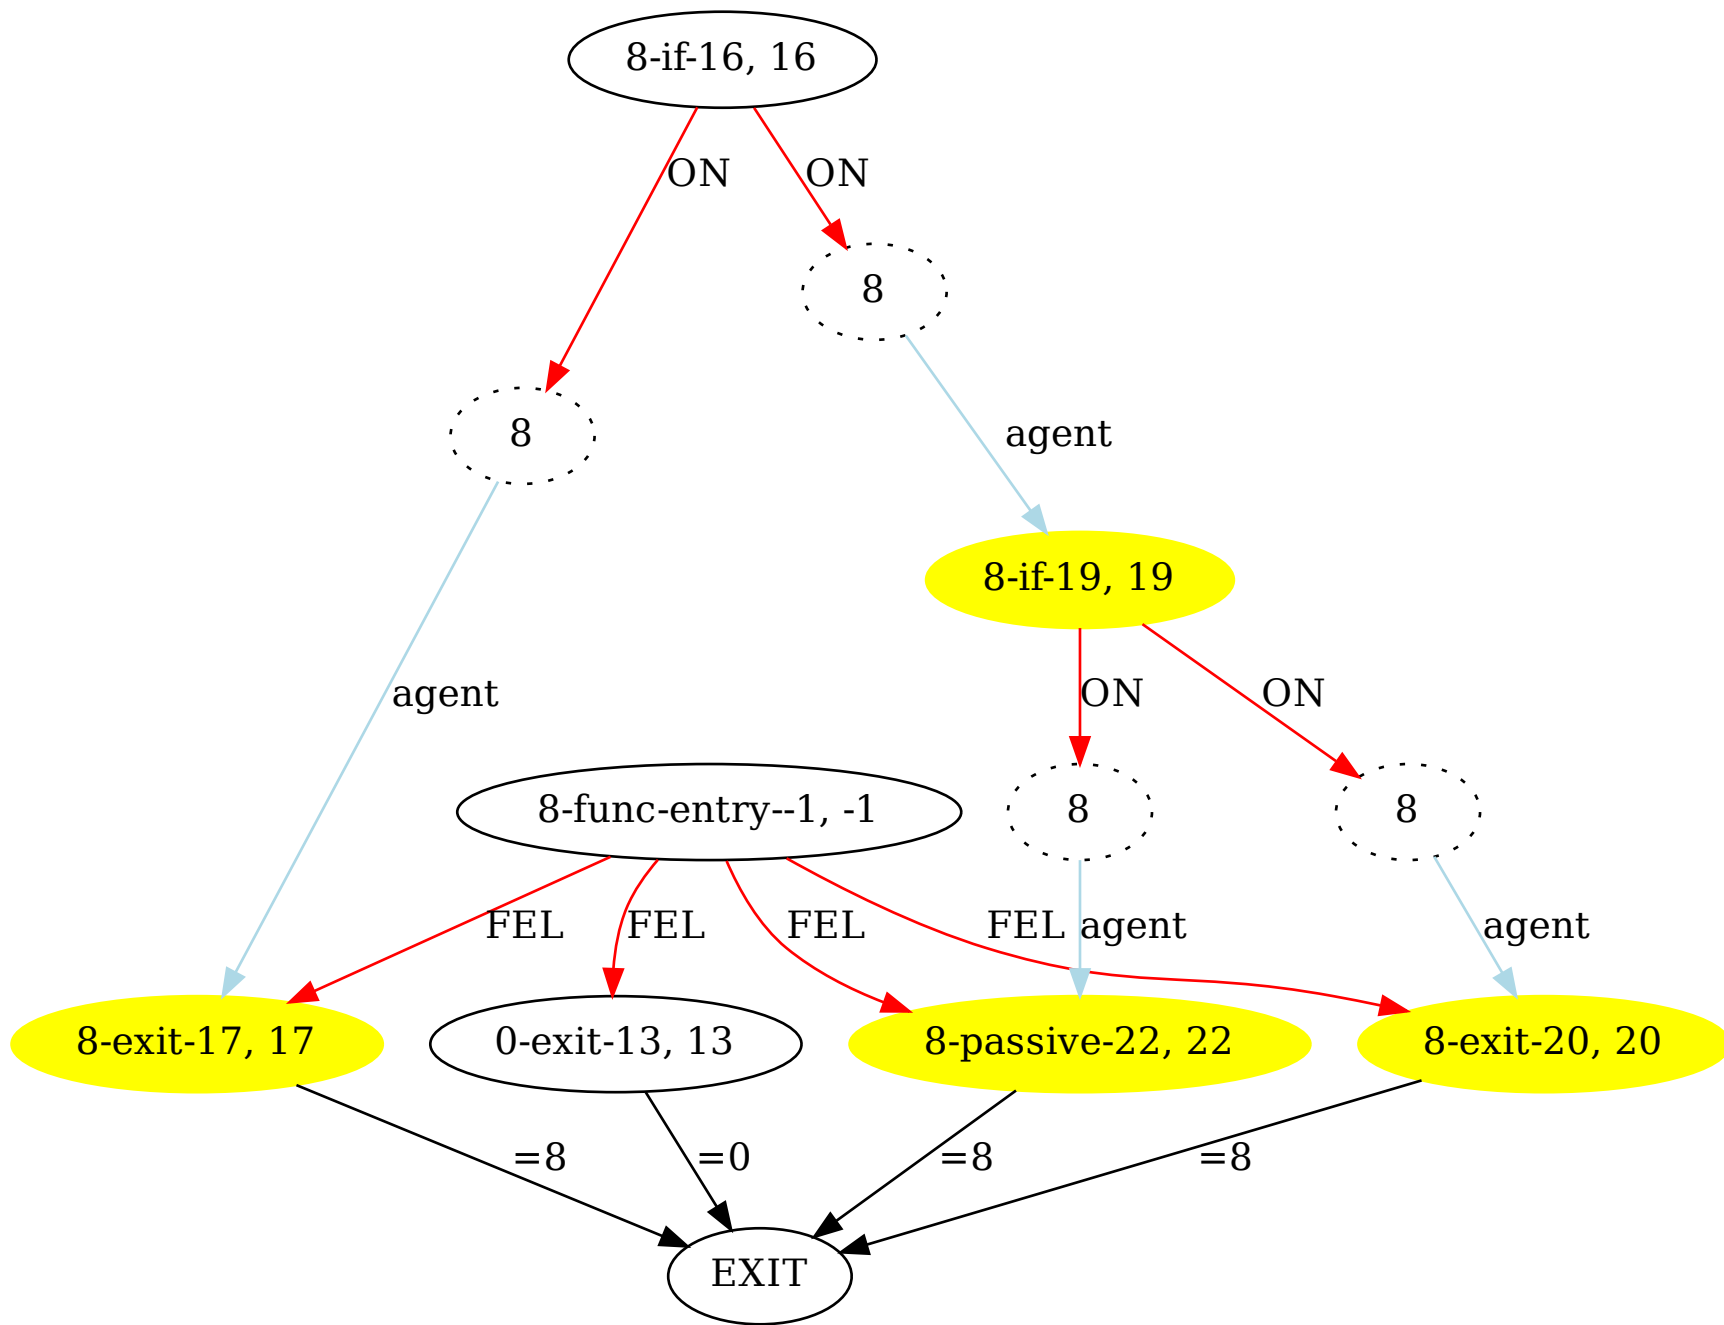 8-if-16, 16
ON
ON
8
8
agent
8-if-19, 19
agent
ON
ON
8-func-entry--1, -1
8
8
FEL
FEL
FEL
FEL
agent
agent
8-exit-17, 17
0-exit-13, 13
8-passive-22, 22
8-exit-20, 20
=8
=0
=8
=8
EXIT